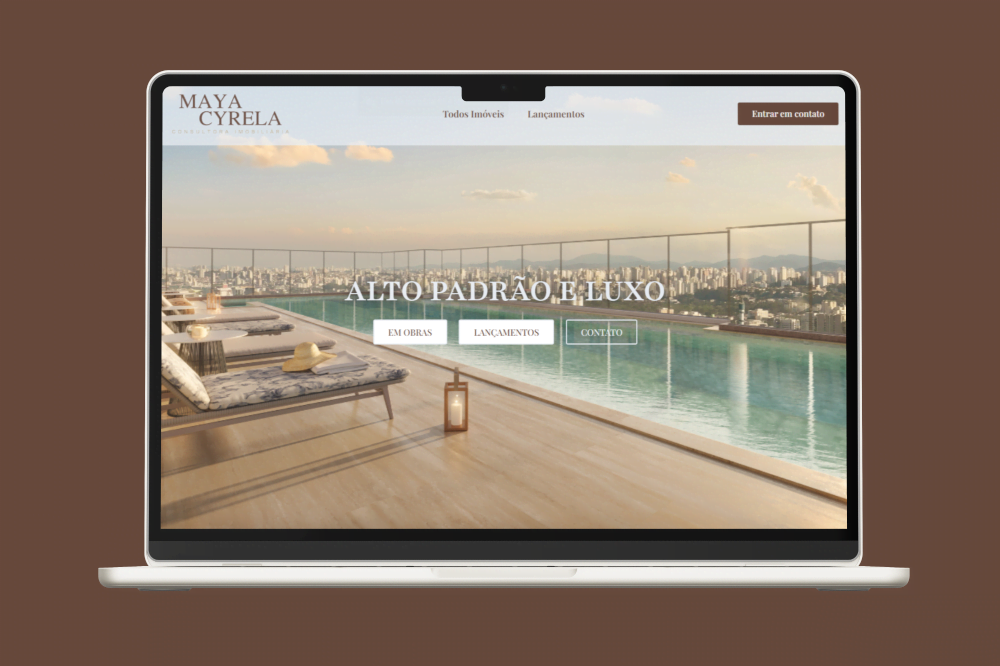 MAYA
CYRELA
CONSULTORA IMOBILIÁRIA
Todos Imóveis
Lançamentos
Entrar em contato
ALTO PADRÃO E LUXO
EM OBRAS
LANÇAMENTOS
CONTATO